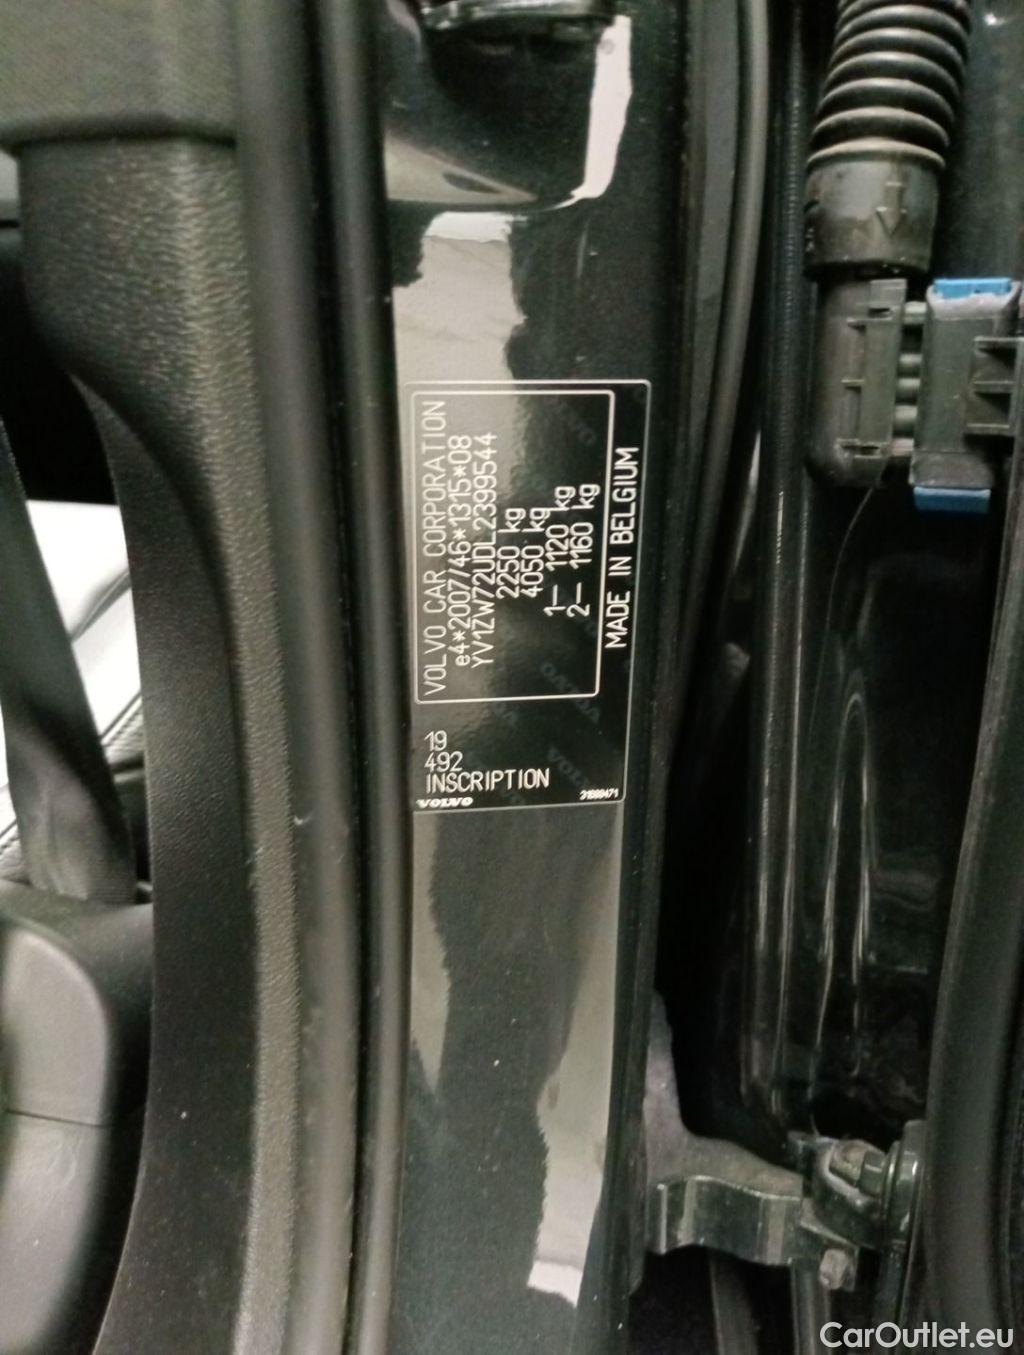 VOLVO CAR CORPORATION
e4*2007/46*1315*08
YV1ZW72UDL2399544
2250 kg
4050 kg
1— 1120 kg
2— 1160 kg
MADE IN BELGIUM
19
492
INSCRIPTION
VOLVO
CarOutlet.eu